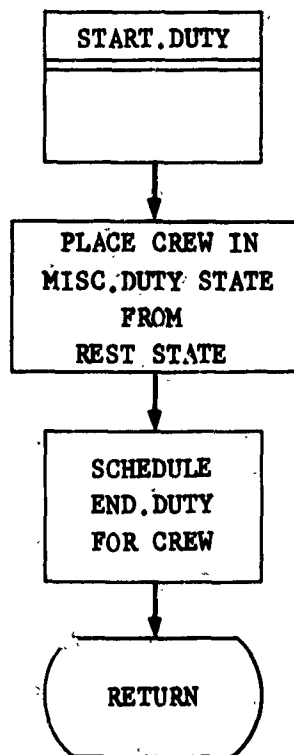 START.DUTY
PLACE CREW IN
MISC.DUTY STATE
FROM
REST STATE
SCHEDULE
END.DUTY
FOR CREW
RETURN